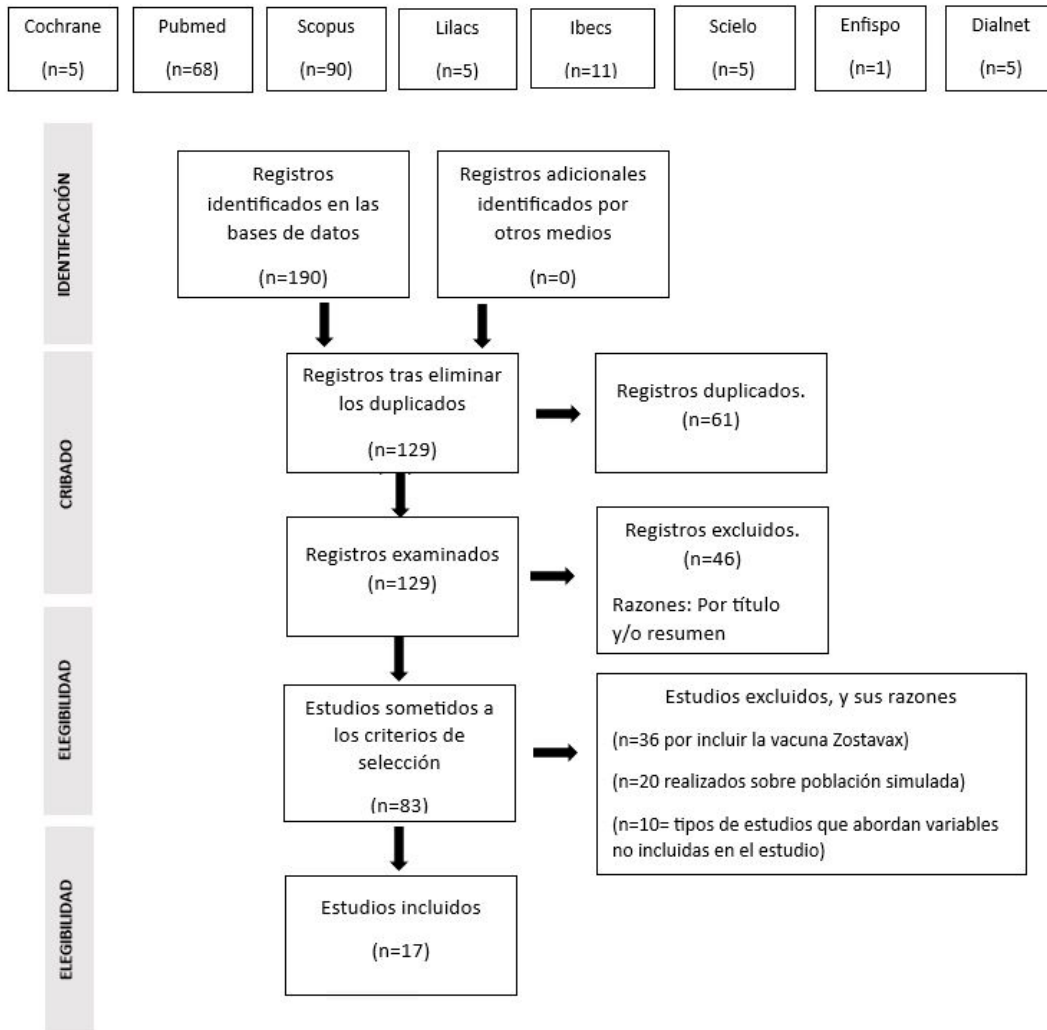 Cochrane
(n=5)
Pubmed
(n=68)
Scopus
(n=90)
Lilacs
(n=5)
Ibecs
(n=11)
Scielo
(n=5)
Enfispo
(n=1)
Dialnet
(n=5)
IDENTIFICACIÓN
Registros
identificados en las
bases de datos
(n=190)
Registros adicionales
identificados por
otros medios
(n=0)
CRIBADO
Registros tras eliminar
los duplicados
(n=129)
Registros duplicados.
(n=61)
Registros examinados
(n=129)
Registros excluidos.
(n=46)
Razones: Por título
y/o resumen
ELEGIBILIDAD
Estudios sometidos a
los criterios de
selección
(n=83)
Estudios excluidos, y sus razones
(n=36 por incluir la vacuna Zostavax)
(n=20 realizados sobre población simulada)
(n=10= tipos de estudios que abordan variables
no incluidas en el estudio)
ELEGIBILIDAD
Estudios incluidos
(n=17)